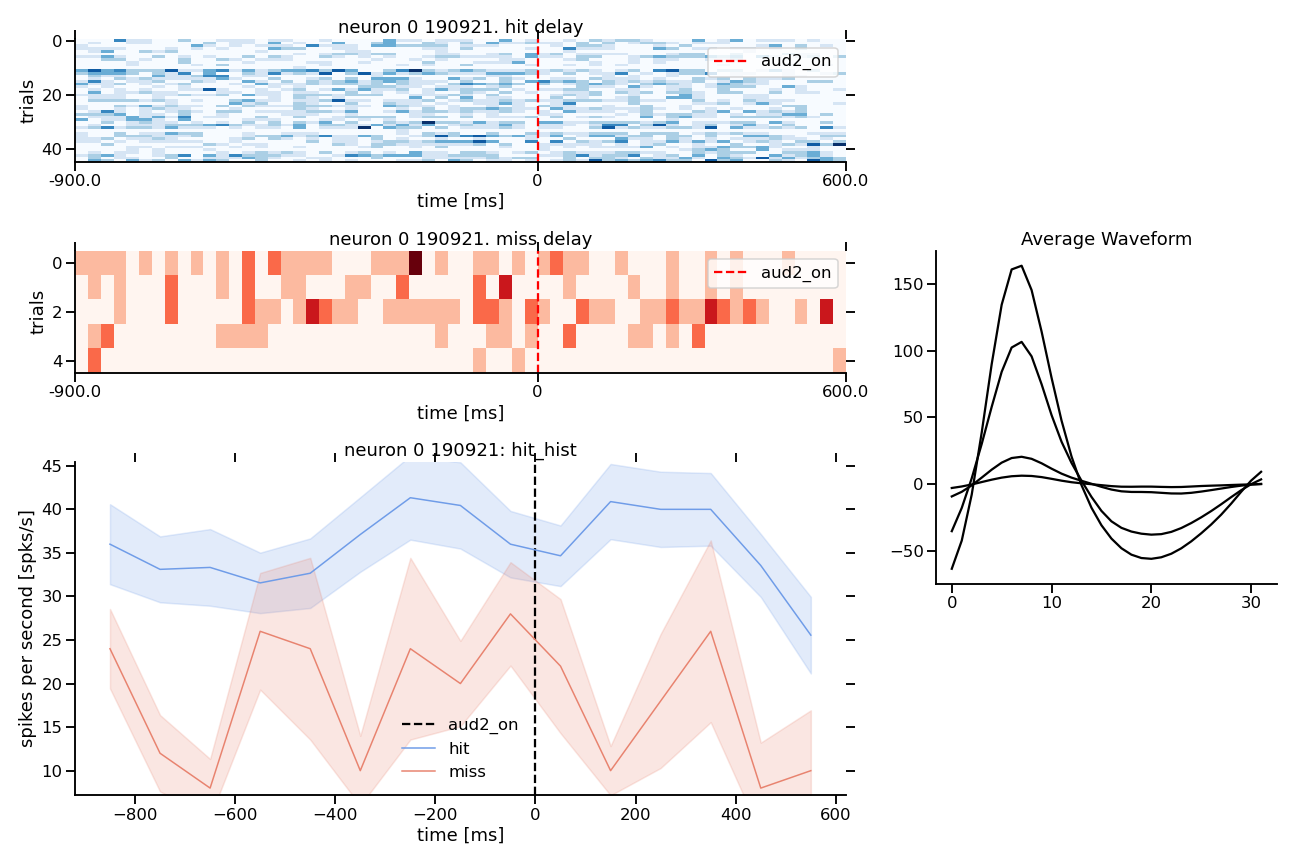 neuron 0 190921. hit delay
0
20
40
trials
aud2_on
-900.0
0
600.0
time [ms]
neuron 0 190921. miss delay
0
2
4
trials
aud2_on
-900.0
0
600.0
time [ms]
neuron 0 190921: hit_hist
45
40
35
30
25
20
15
10
spikes per second [spks/s]
aud2_on
hit
miss
−800
−600
−400
−200
0
200
400
600
time [ms]
Average Waveform
150
100
50
0
−50
0
10
20
30